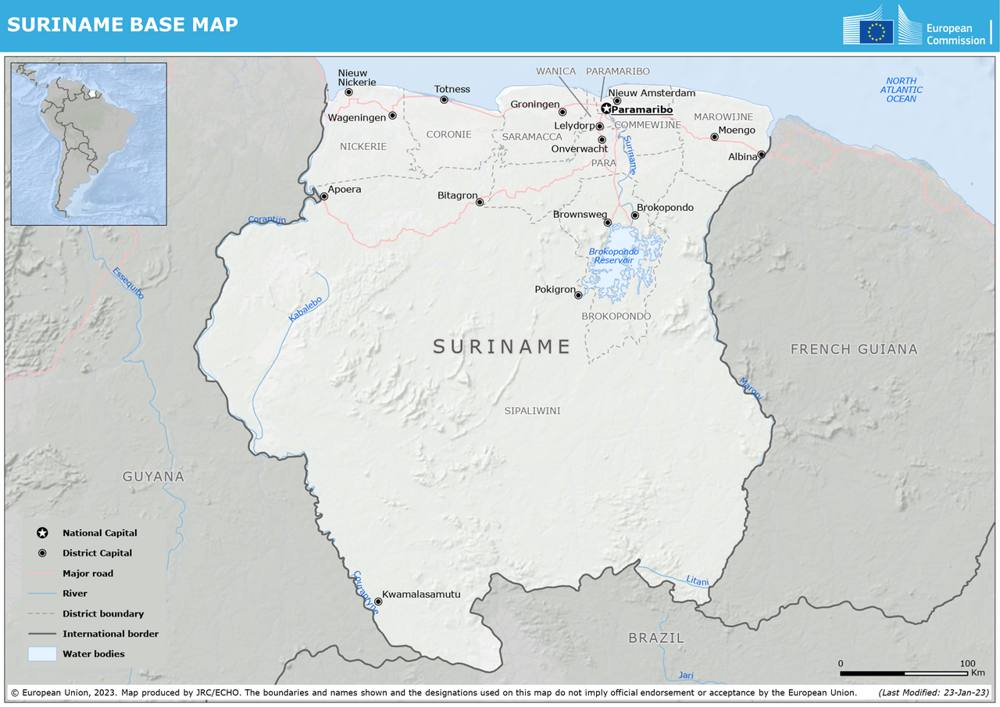 SURINAME BASE MAP
European
Commission
NORTH
ATLANTIC
OCEAN
WANICA
PARAMARIBO
Nieuw
Nickerie
Totness
Groningen
Nieuw Amsterdam
Paramaribo
Wageningen
Lelydorp
COMMEWIJNE
MAROWIJNE
CORONIE
SARAMACCA
Moengo
NICKERIE
Onverwacht
Suriname
PARA
Albina
Apoera
Bitagron
Brownsweg
Brokopondo
Corantijn
Brokopondo
Reservoir
Essequibo
Kabalebo
Pokigron
BROKOPONDO
SURINAME
FRENCH GUIANA
Maroni
SIPALIWINI
GUYANA
National Capital
District Capital
Major road
River
District boundary
International border
Water bodies
Courantyne
Kwamalasamutu
Litani
BRAZIL
Jari
0 100
Km
© European Union, 2023. Map produced by JRC/ECHO. The boundaries and names shown and the designations used on this map do not imply official endorsement or acceptance by the European Union. (Last Modified: 23-Jan-23)